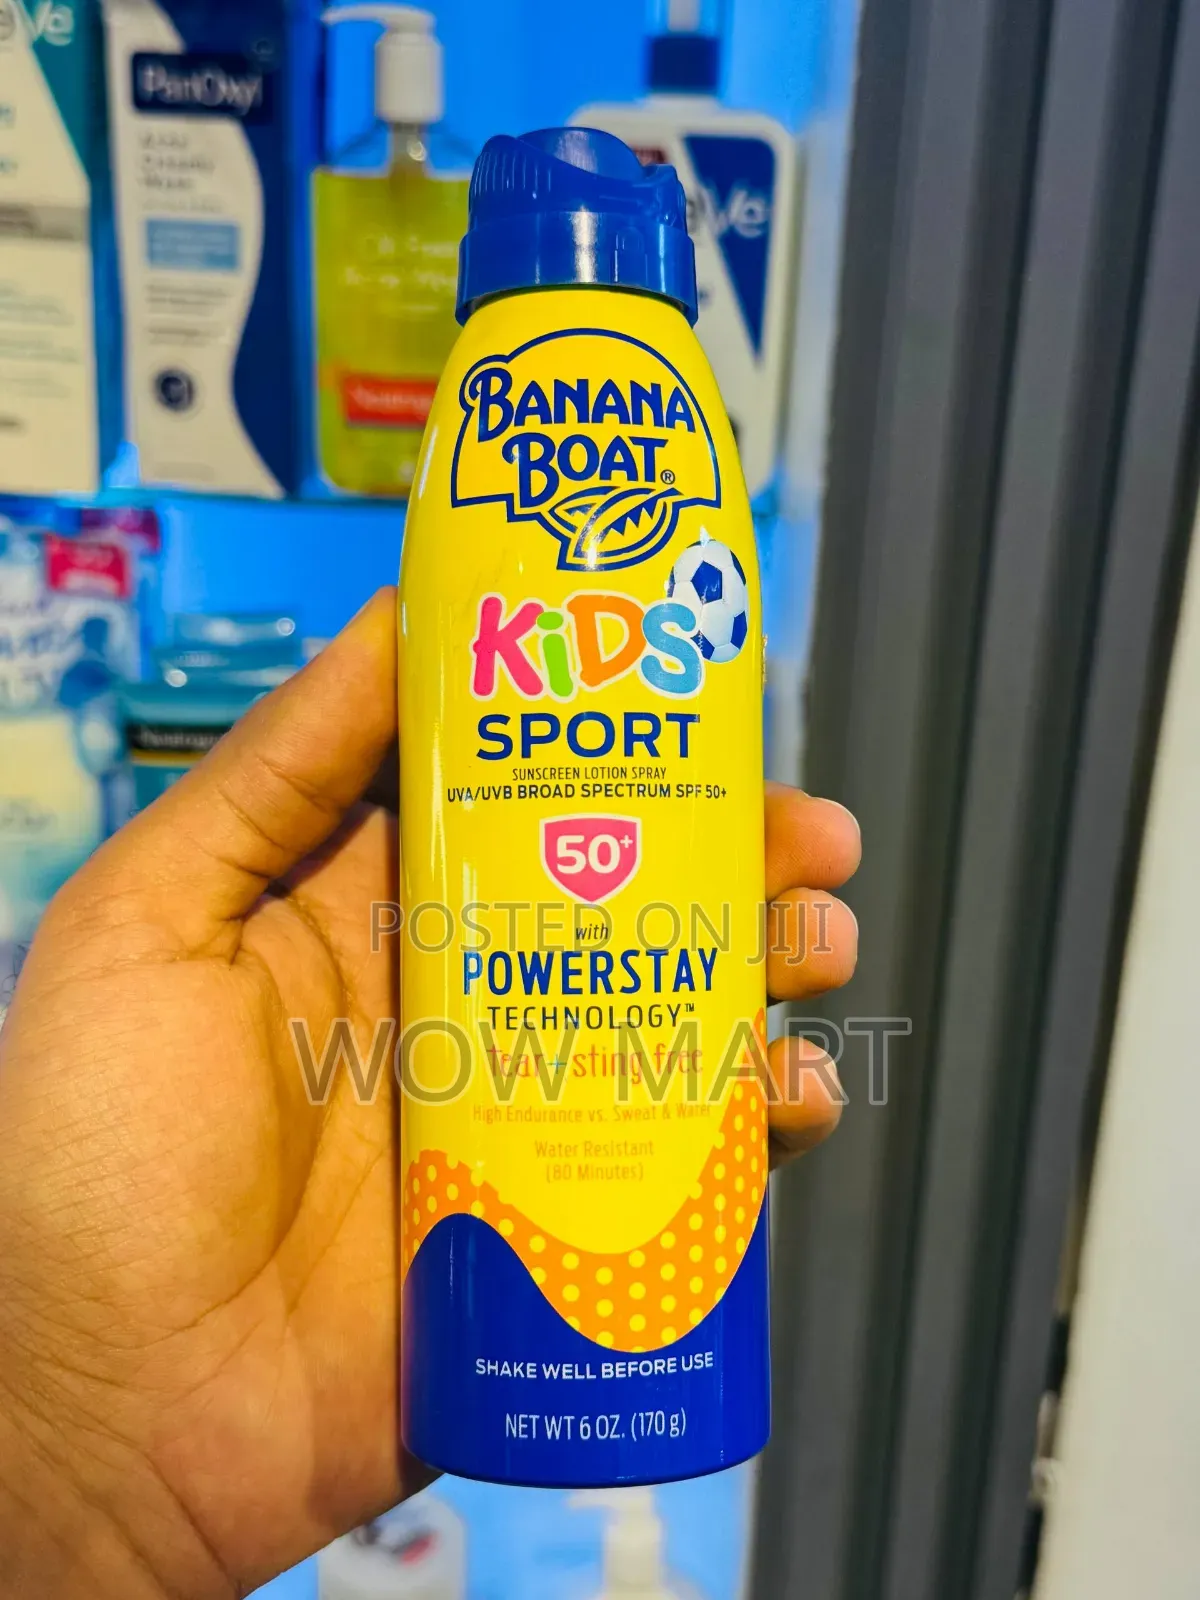 PanOxyl
BANANA
BOAT®
KiDS
SPORT
SUNSCREEN LOTION SPRAY
UVA/UVB BROAD SPECTRUM SPF 50+
50+
with
POWERSTAY
TECHNOLOGY™
tear + sting free
High Endurance vs. Sweat & Water
Water Resistant
(80 Minutes)
SHAKE WELL BEFORE USE
NET WT 6 OZ. (170 g)
POSTED ON JIJI
WOW MART
Neutrogena